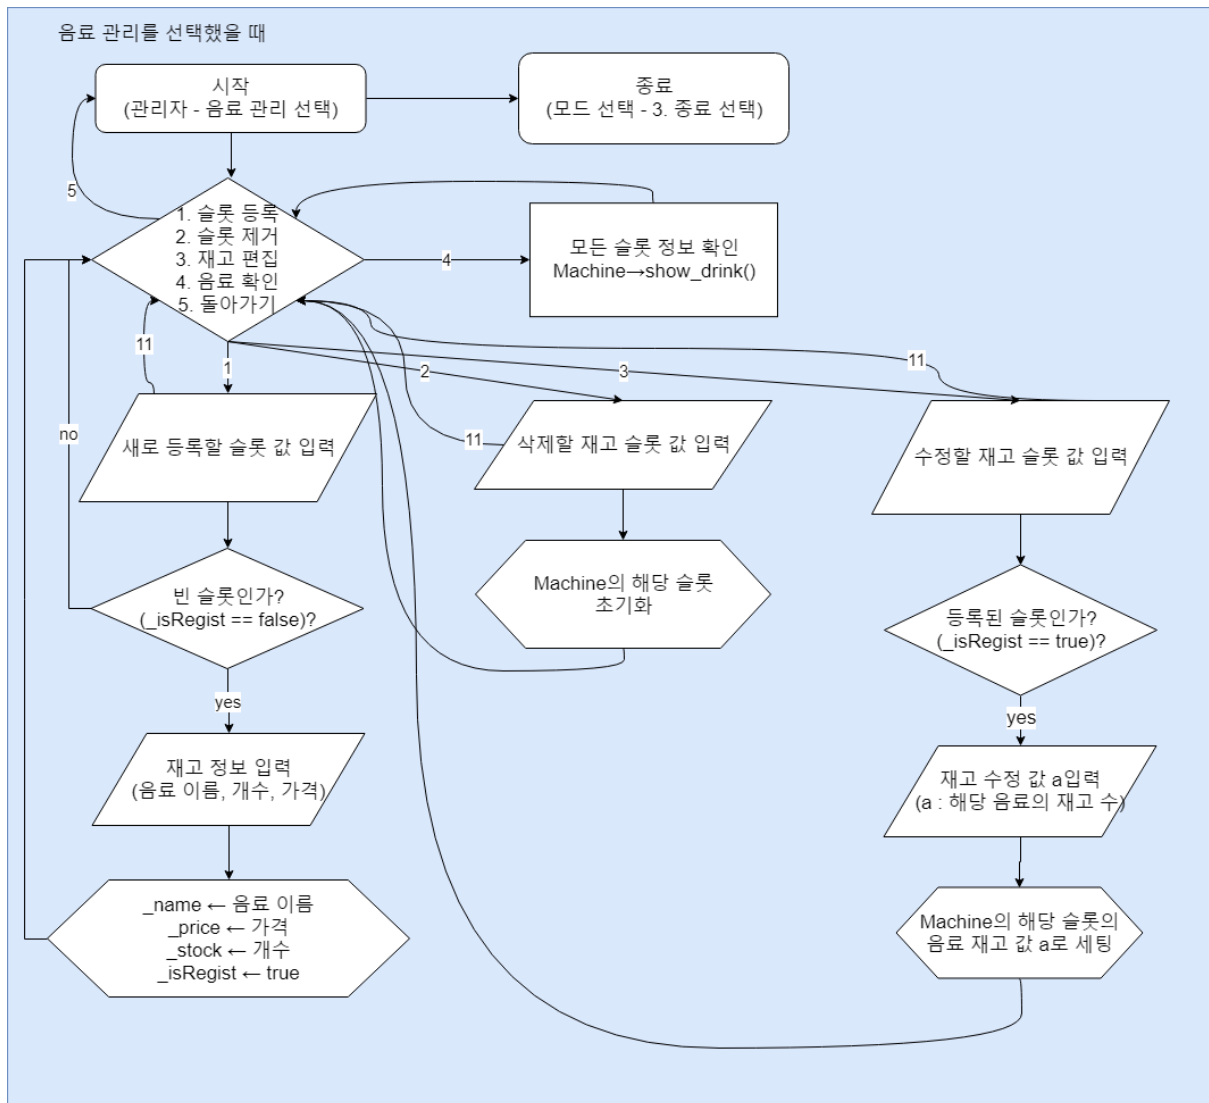 음료 관리를 선택했을 때
시작
(관리자 - 음료 관리 선택)
종료
(모드 선택 - 3. 종료 선택)
5
1. 슬롯 등록
2. 슬롯 제거
3. 재고 편집
4. 음료 확인
5. 돌아가기
4
모든 슬롯 정보 확인
Machine→show_drink()
11
1
2
3
11
no
새로 등록할 슬롯 값 입력
11
삭제할 재고 슬롯 값 입력
수정할 재고 슬롯 값 입력
빈 슬롯인가?
(_isRegist == false)?
Machine의 해당 슬롯
초기화
등록된 슬롯인가?
(_isRegist == true)?
yes
yes
재고 정보 입력
(음료 이름, 개수, 가격)
재고 수정 값 a입력
(a : 해당 음료의 재고 수)
_name ← 음료 이름
_price ← 가격
_stock ← 개수
_isRegist ← true
Machine의 해당 슬롯의
음료 재고 값 a로 세팅